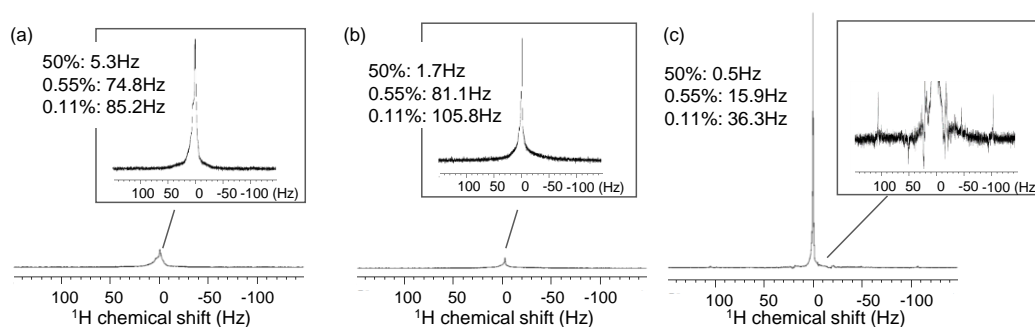 (a)
50%: 5.3Hz
0.55%: 74.8Hz
0.11%: 85.2Hz
100 50 0 -50 -100 (Hz)
100 50 0 -50 -100
¹H chemical shift (Hz)
(b)
50%: 1.7Hz
0.55%: 81.1Hz
0.11%: 105.8Hz
100 50 0 -50 -100 (Hz)
100 50 0 -50 -100
¹H chemical shift (Hz)
(c)
50%: 0.5Hz
0.55%: 15.9Hz
0.11%: 36.3Hz
100 50 0 -50 -100 (Hz)
100 50 0 -50 -100
¹H chemical shift (Hz)